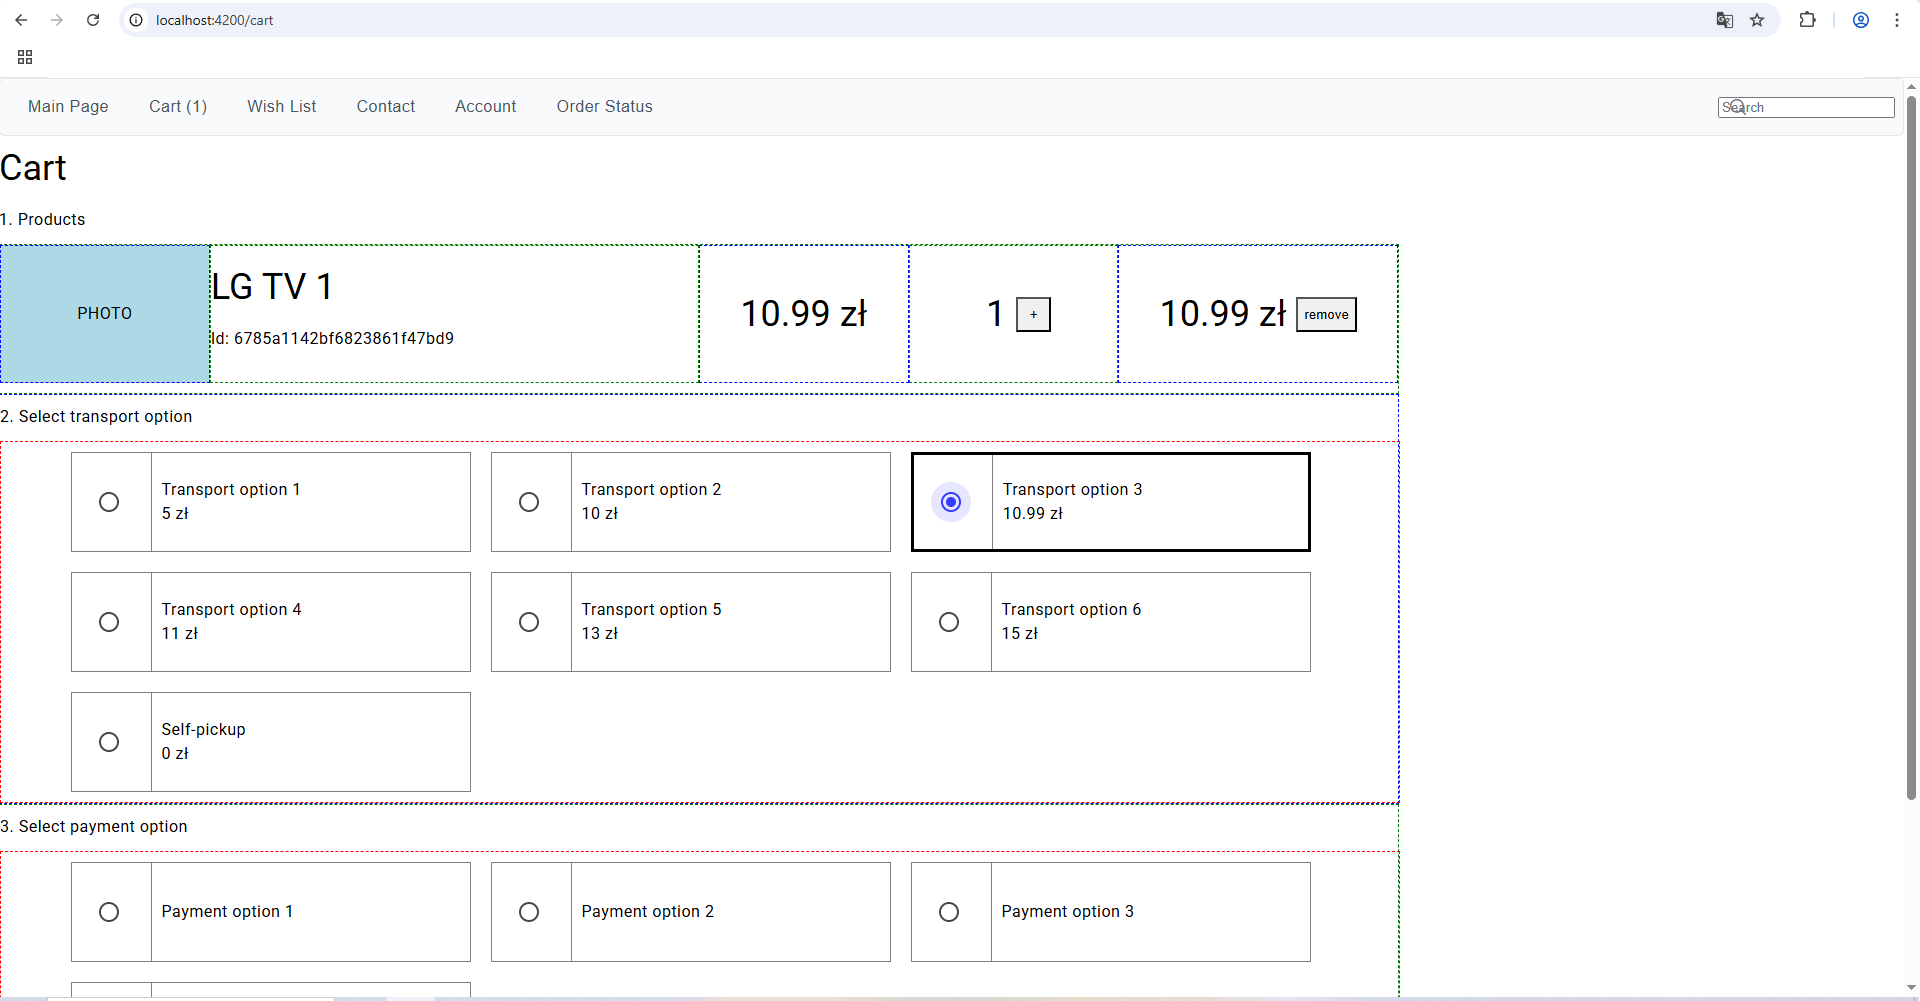 localhost:4200/cart
Main Page Cart (1) Wish List Contact Account Order Status Search
Cart
1. Products
PHOTO
LG TV 1
Id: 6785a1142bf6823861f47bd9
10.99 zł
1 +
10.99 zł remove
2. Select transport option
Transport option 1
5 zł
Transport option 2
10 zł
Transport option 3
10.99 zł
Transport option 4
11 zł
Transport option 5
13 zł
Transport option 6
15 zł
Self-pickup
0 zł
3. Select payment option
Payment option 1
Payment option 2
Payment option 3